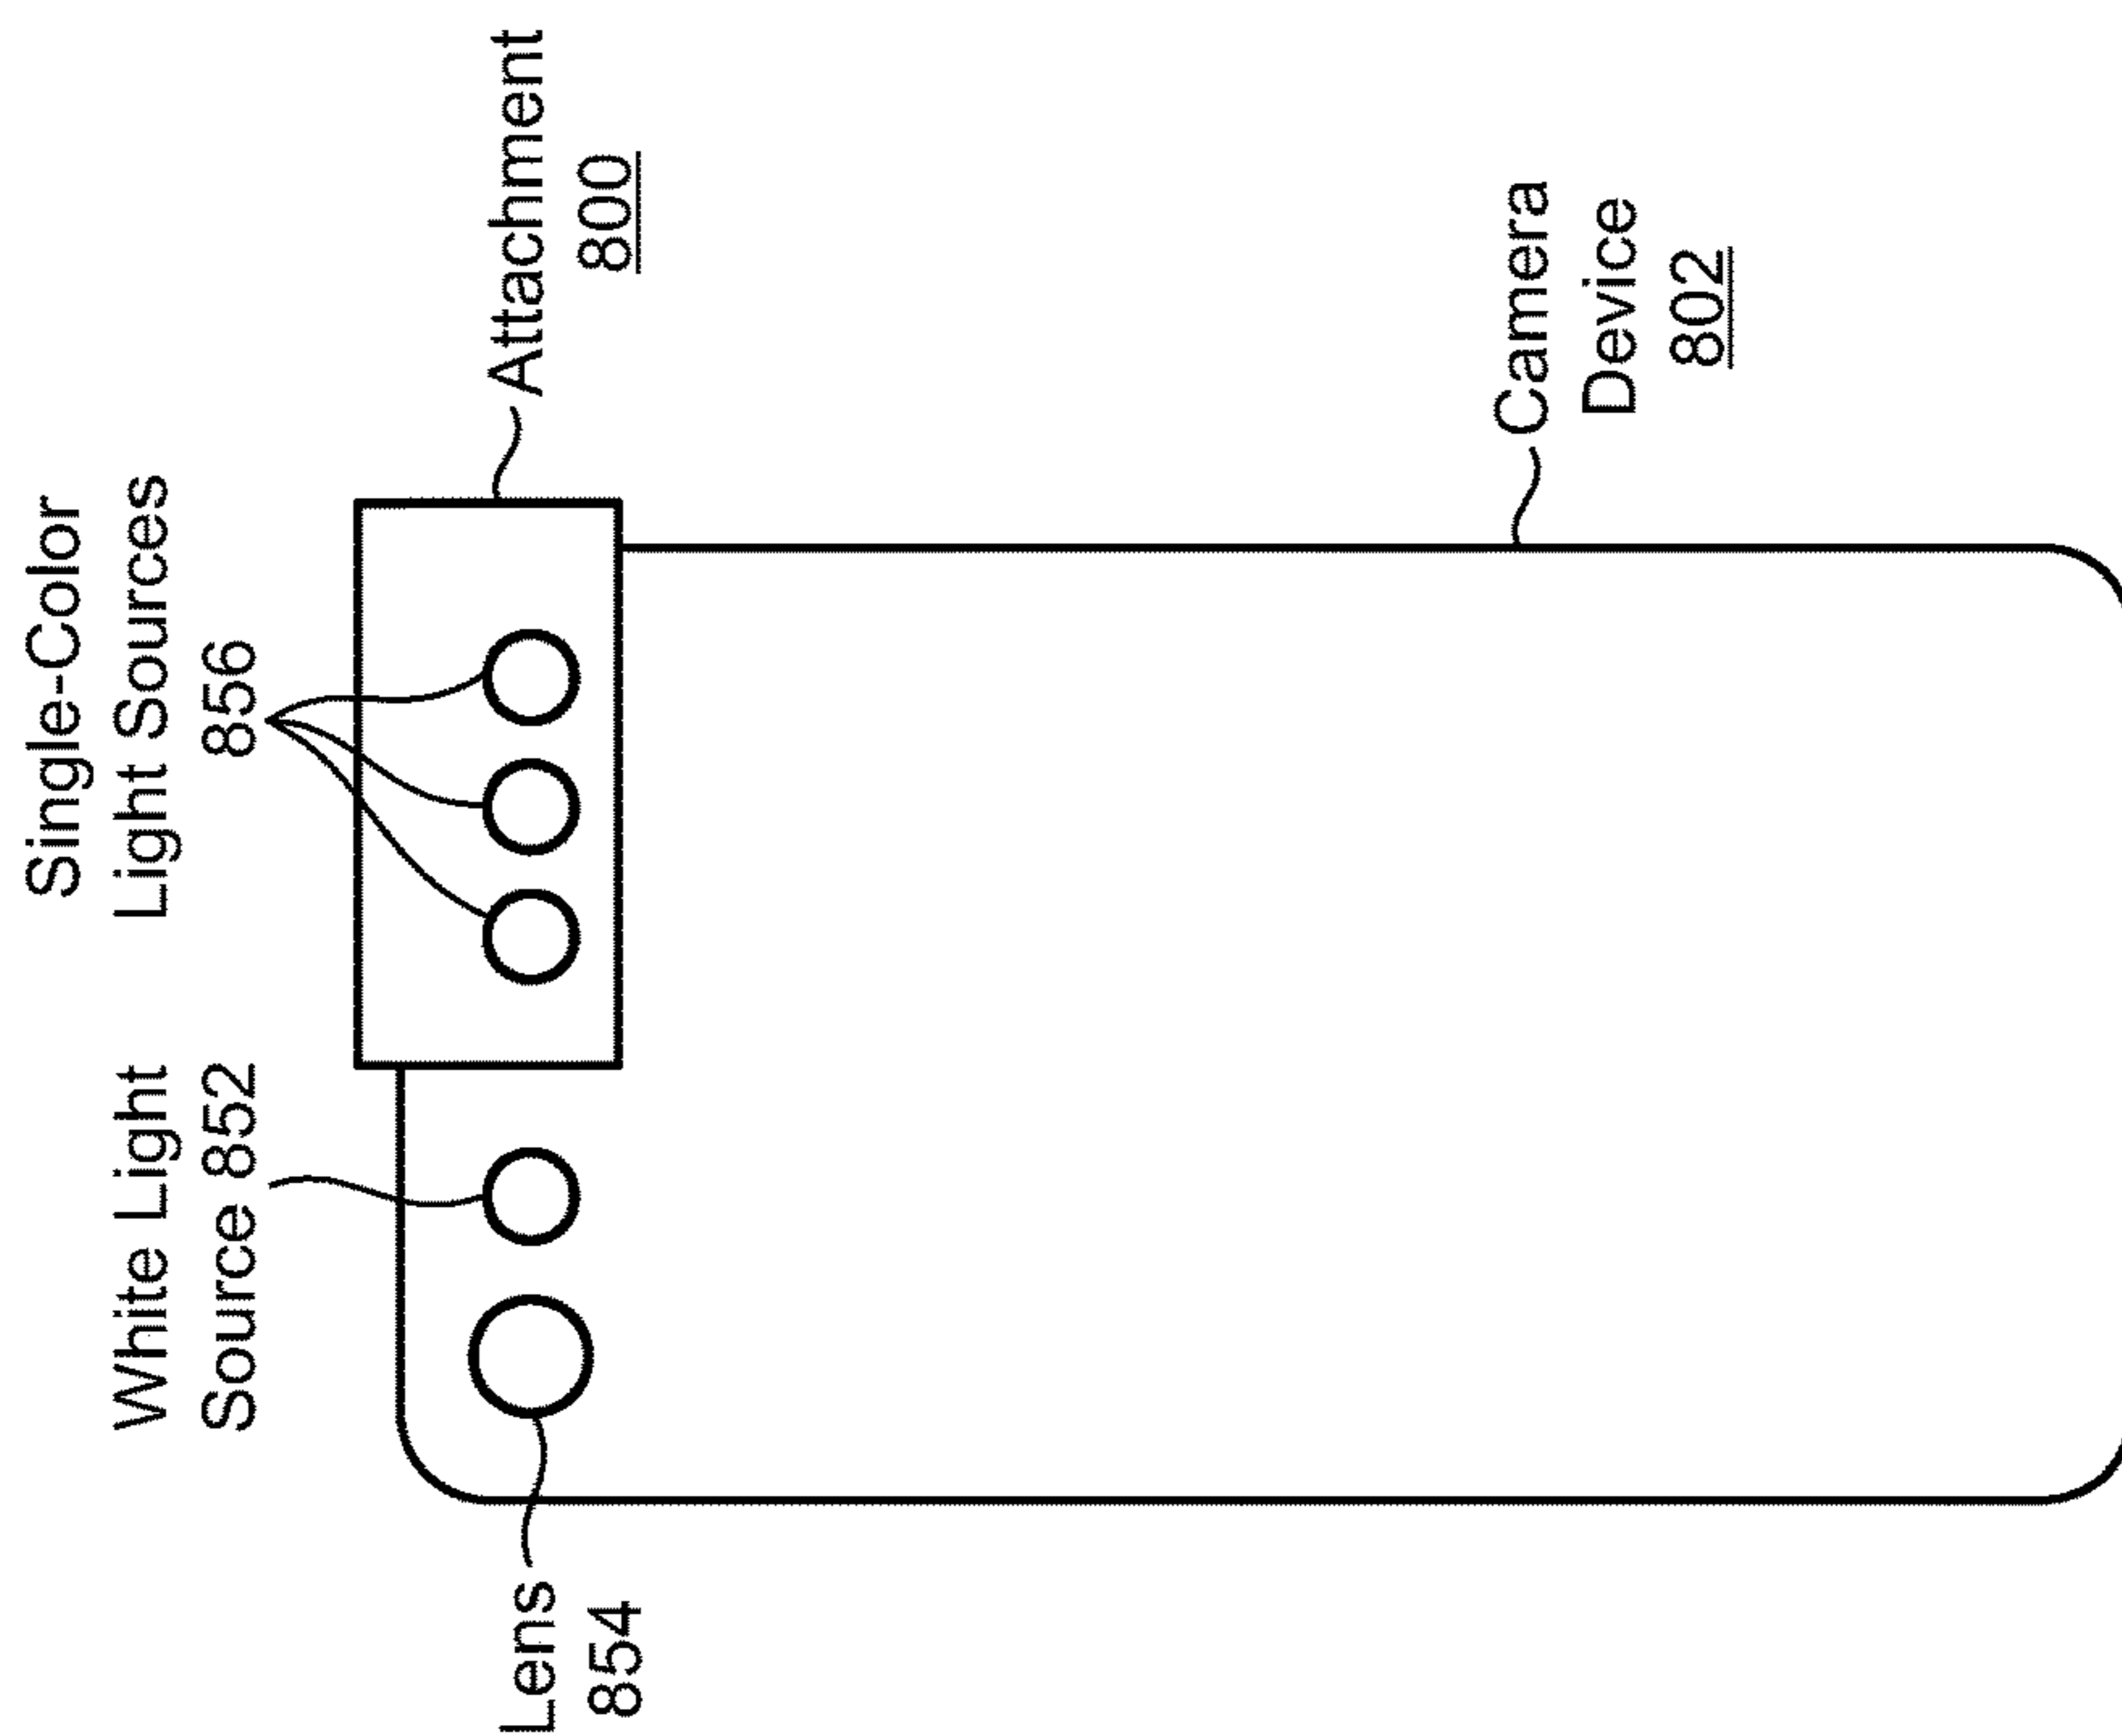 Single-Color
Light Sources
856
White Light
Source 852
Attachment
800
Lens
854
Camera
Device
802